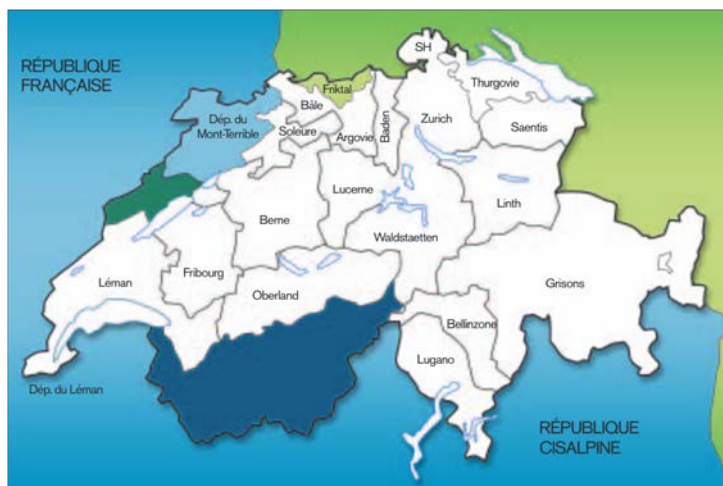 RÉPUBLIQUE
FRANÇAISE
SH
Friktal
Thurgovie
Bâle
Dép. du
Mont-Terrible
Soleure
Argovie
Baden
Zurich
Saentis
Lucerne
Linth
Berne
Waldstaetten
Léman
Fribourg
Oberland
Grisons
Bellinzone
Lugano
Dép. du Léman
RÉPUBLIQUE
CISALPINE